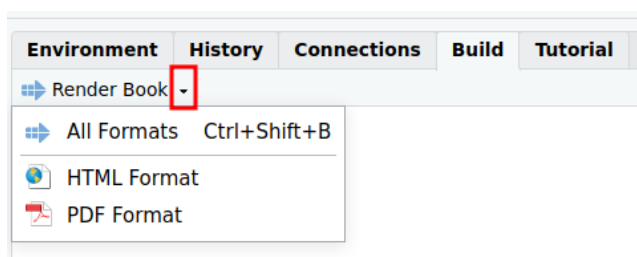 Environment History Connections Build Tutorial
Render Book
All Formats Ctrl+Shift+B
HTML Format
PDF Format